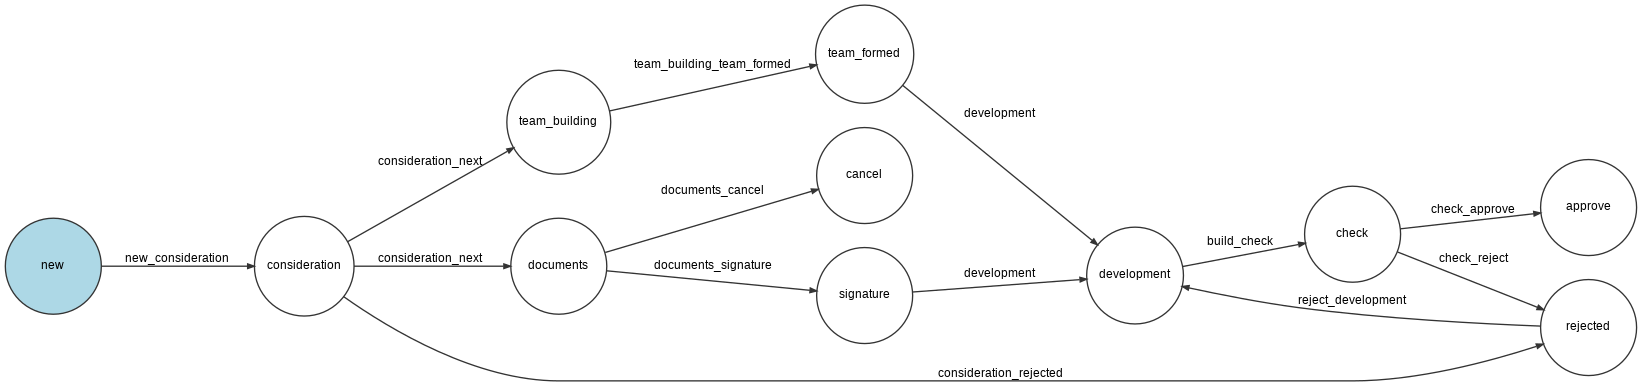 new
new_consideration
consideration
consideration_next
team_building
team_building_team_formed
team_formed
development
consideration_next
documents
documents_cancel
cancel
documents_signature
signature
development
development
build_check
check
check_approve
approve
check_reject
reject_development
rejected
consideration_rejected